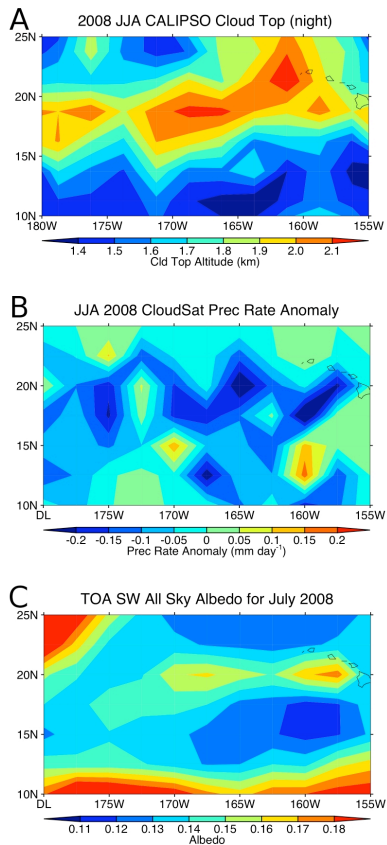 A
2008 JJA CALIPSO Cloud Top (night)
25N
20N
15N
10N
180W 170W 165W 160W 155W
1.4 1.5 1.6 1.7 1.8 1.9 2.0 2.1
Cld Top Altitude (km)
B
JJA 2008 CloudSat Prec Rate Anomaly
25N
20N
15N
10N
DL 170W 165W 155W
-0.2 -0.15 -0.1 -0.05 0 0.05 0.1 0.15 0.2
Prec Rate Anomaly (mm day⁻¹)
C
TOA SW All Sky Albedo for July 2008
25N
20N
15N
10N
DL 175W 170W 165W 155W
0.11 0.12 0.13 0.14 0.15 0.16 0.17 0.18
Albedo